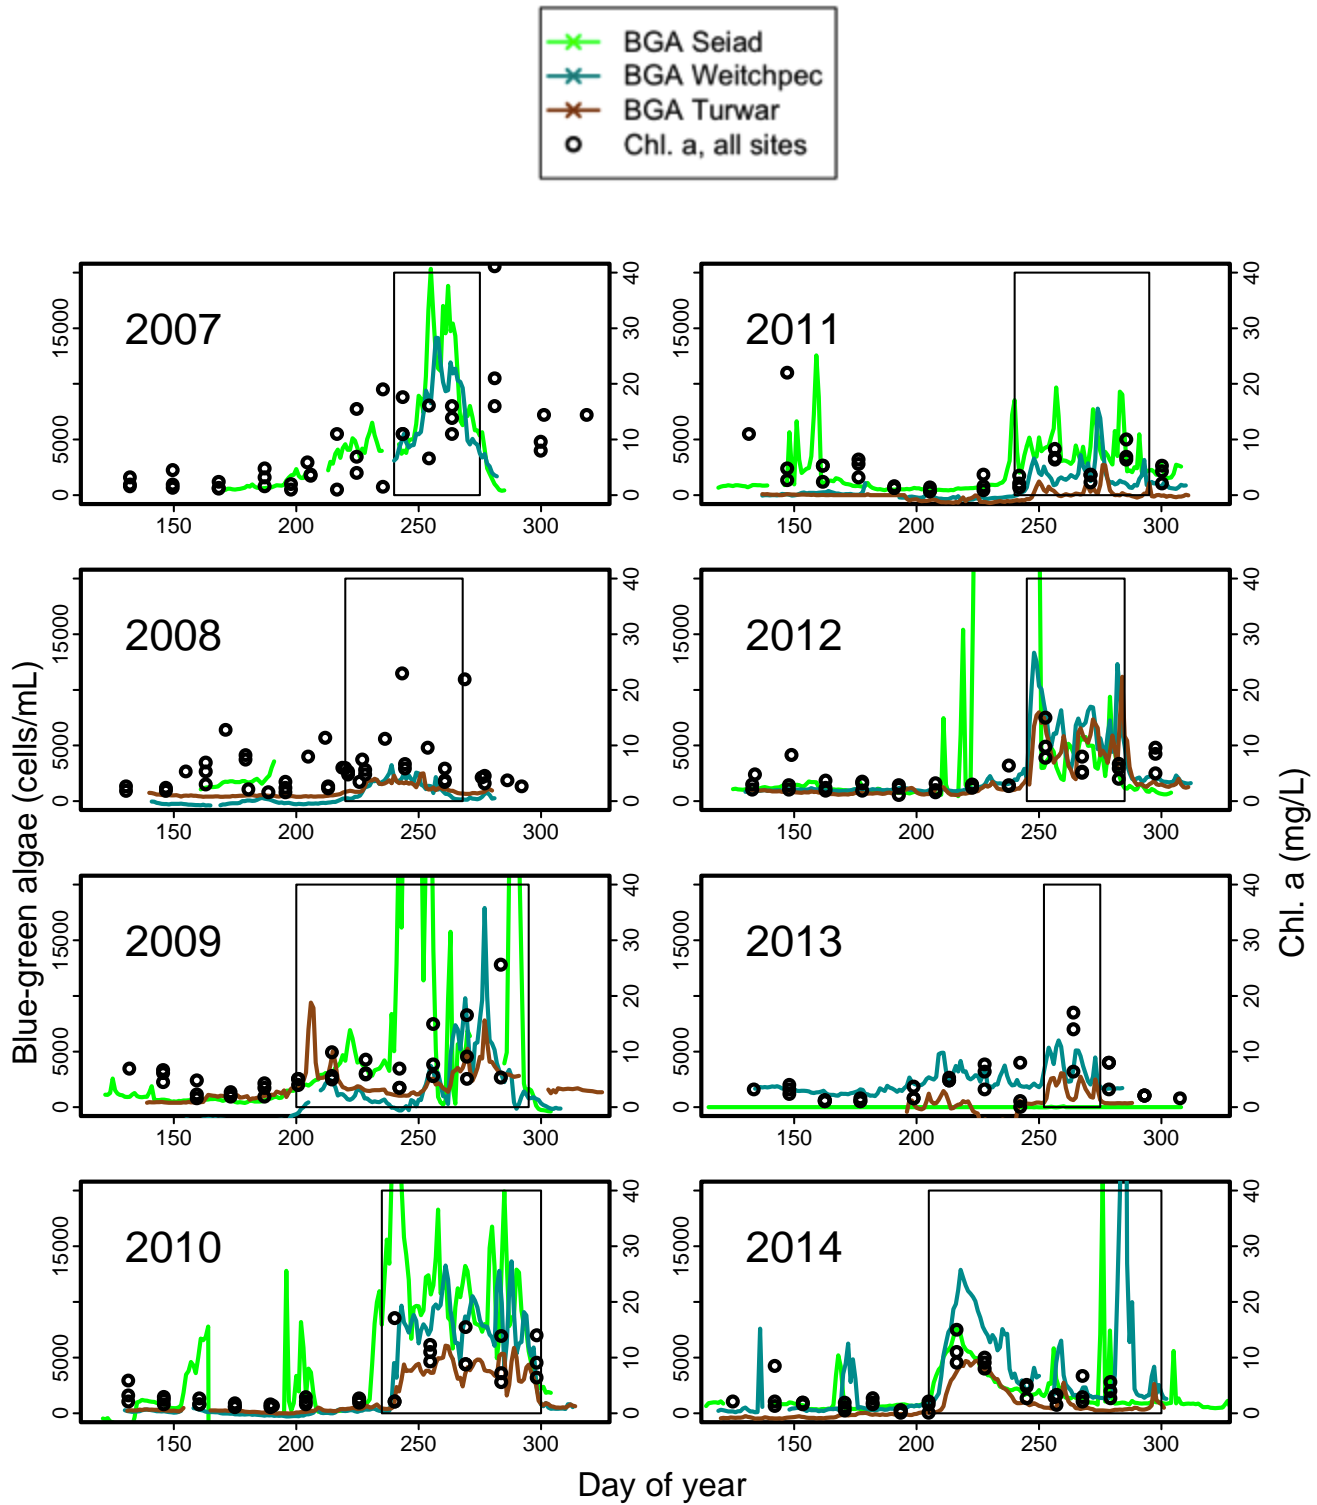 BGA Seiad
BGA Weitchpec
BGA Turwar
Chl. a, all sites
2007
0 5000 15000
0 10 20 30 40
150 200 250 300
2011
0 5000 15000
0 10 20 30 40
150 200 250 300
2008
0 5000 15000
0 10 20 30 40
150 200 250 300
2012
0 5000 15000
0 10 20 30 40
150 200 250 300
2009
0 5000 15000
0 10 20 30 40
150 200 250 300
2013
0 5000 15000
0 10 20 30 40
150 200 250 300
2010
0 5000 15000
0 10 20 30 40
150 200 250 300
2014
0 5000 15000
0 10 20 30 40
150 200 250 300
Blue-green algae (cells/mL)
Chl. a (mg/L)
Day of year